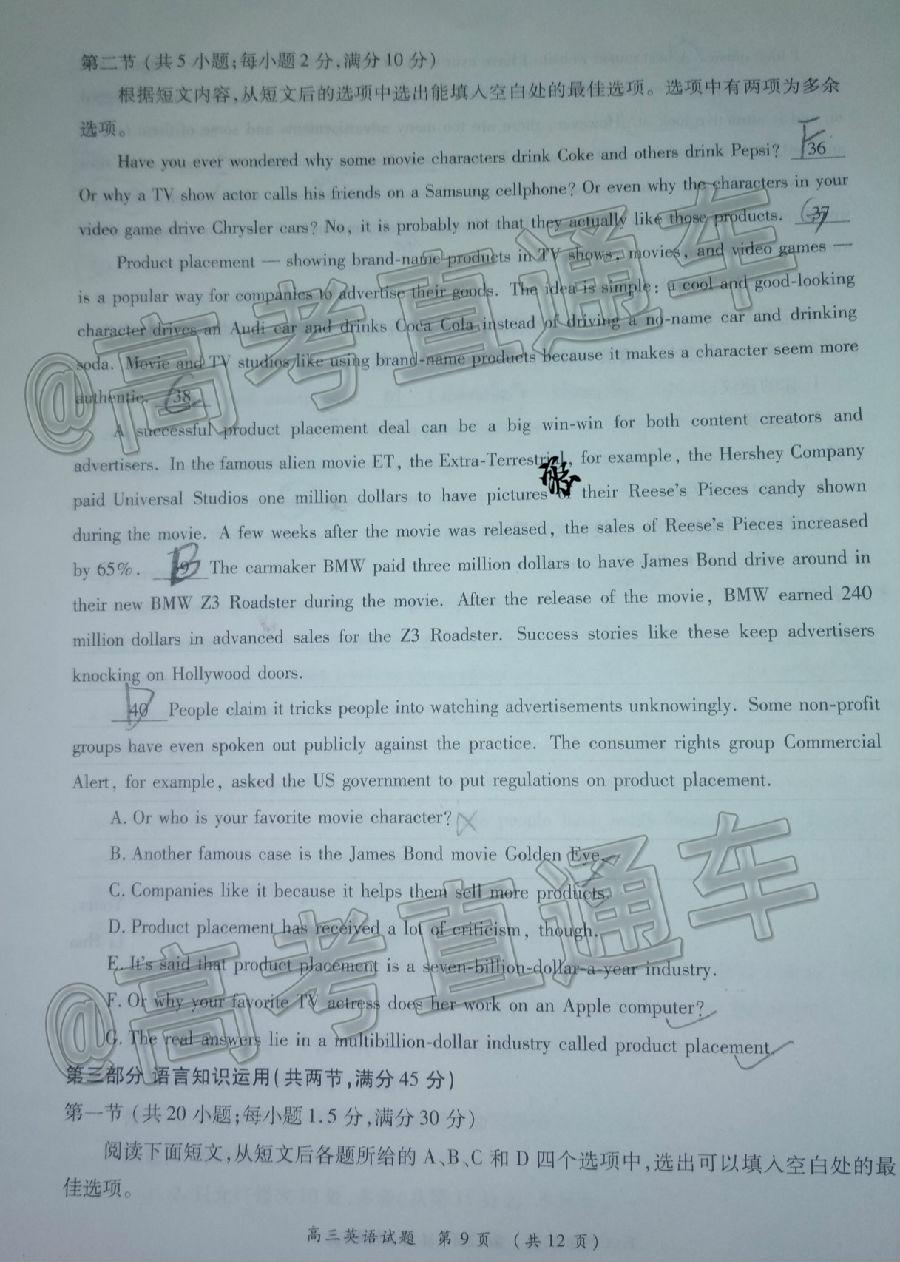 第二节 (共5小题;每小题2分,满分10分)
根据短文内容,从短文后的选项中选出能填入空白处的最佳选项。选项中有两项为多余
选项。
Have you ever wondered why some movie characters drink Coke and others drink Pepsi? F 36
Or why a TV show actor calls his friends on a Samsung cellphone? Or even why the characters in your
video game drive Chrysler cars? No, it is probably not that they actually like those products. G 37
Product placement — showing brand-name products in TV shows, movies, and video games —
is a popular way for companies to advertise their goods. The idea is simple: a cool and good-looking
character drives an Audi car and drinks Coca Cola instead of driving a no-name car and drinking
soda. Movie and TV studios like using brand-name products because it makes a character seem more
authentic. C 38
A successful product placement deal can be a big win-win for both content creators and
advertisers. In the famous alien movie ET, the Extra-Terrestrial, for example, the Hershey Company
paid Universal Studios one million dollars to have pictures their Reese's Pieces candy shown
during the movie. A few weeks after the movie was released, the sales of Reese's Pieces increased
by 65%. B 39 The carmaker BMW paid three million dollars to have James Bond drive around in
their new BMW Z3 Roadster during the movie. After the release of the movie, BMW earned 240
million dollars in advanced sales for the Z3 Roadster. Success stories like these keep advertisers
knocking on Hollywood doors.
D 40 People claim it tricks people into watching advertisements unknowingly. Some non-profit
groups have even spoken out publicly against the practice. The consumer rights group Commercial
Alert, for example, asked the US government to put regulations on product placement.
A. Or who is your favorite movie character?
B. Another famous case is the James Bond movie Golden Eye.
C. Companies like it because it helps them sell more products.
D. Product placement has received a lot of criticism, though.
E. It's said that product placement is a seven-billion-dollar-a-year industry.
F. Or why your favorite TV actress does her work on an Apple computer?
G. The real answers lie in a multibillion-dollar industry called product placement.
第三部分 语言知识运用(共两节,满分45分)
第一节 (共20小题;每小题1.5分,满分30分)
阅读下面短文,从短文后各题所给的A、B、C和D四个选项中,选出可以填入空白处的最
佳选项。
高三英语试题 第9页 (共12页)
@高考直通车
@高考直通车